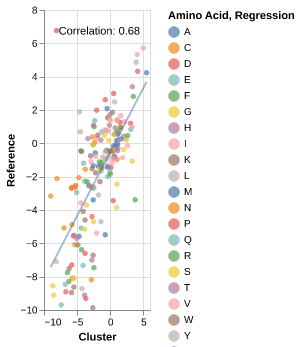 Correlation: 0.68
8
6
4
2
0
−2
−4
−6
−8
−10
−10
−5
0
5
Reference
Cluster
Amino Acid, Regression
A
C
D
E
F
G
H
I
K
L
M
N
P
Q
R
S
T
V
W
Y